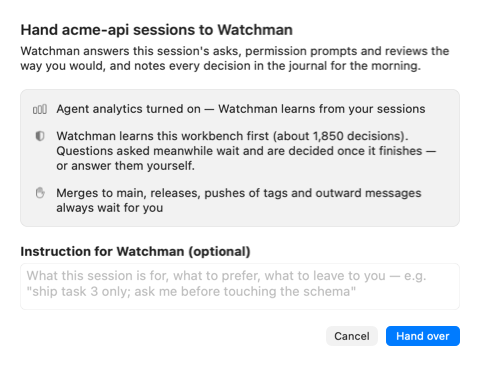 Hand acme-api sessions to Watchman
Watchman answers this session's asks, permission prompts and reviews the
way you would, and notes every decision in the journal for the morning.
Agent analytics turned on — Watchman learns from your sessions
Watchman learns this workbench first (about 1,850 decisions).
Questions asked meanwhile wait and are decided once it finishes —
or answer them yourself.
Merges to main, releases, pushes of tags and outward messages
always wait for you
Instruction for Watchman (optional)
What this session is for, what to prefer, what to leave to you — e.g.
"ship task 3 only; ask me before touching the schema"
Cancel
Hand over